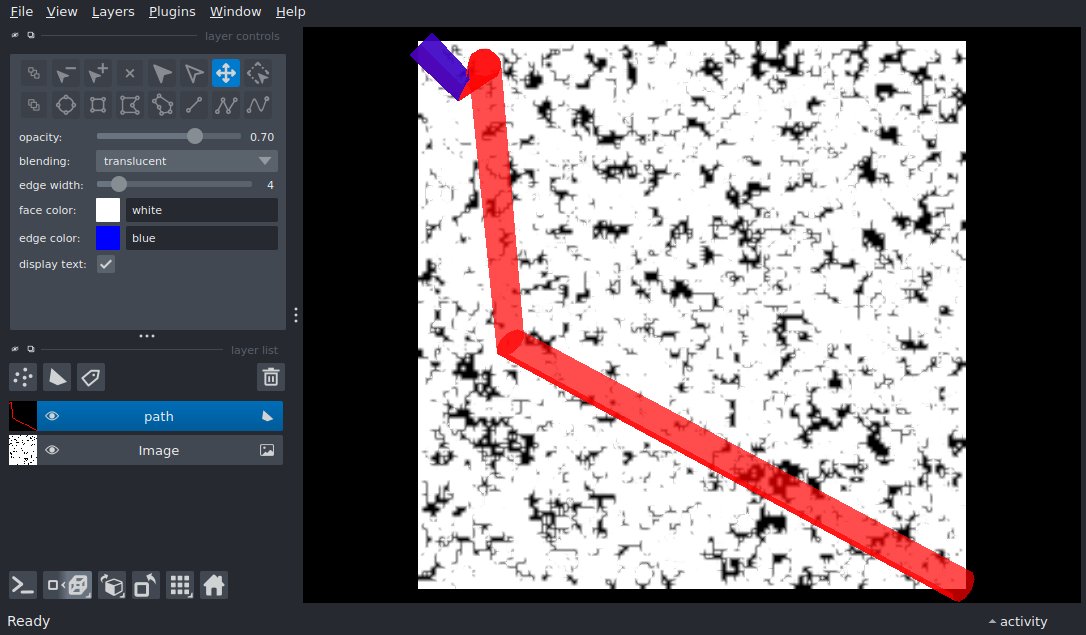 File View Layers Plugins Window Help
layer controls
opacity: 0.70
blending: translucent
edge width: 4
face color: white
edge color: blue
display text:
layer list
path
Image
Ready activity